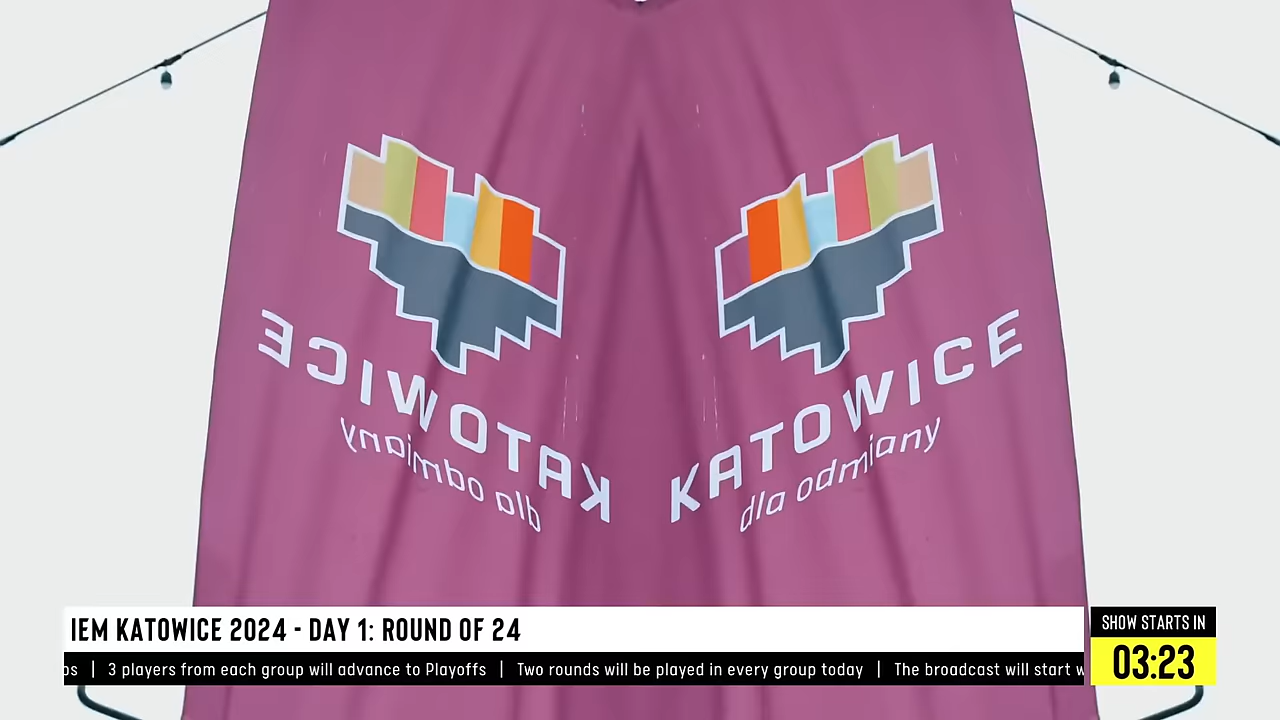 KATOWICE
dla odmiany
KATOWICE
dla odmiany
IEM KATOWICE 2024 - DAY 1: ROUND OF 24
SHOW STARTS IN
03:23
| 3 players from each group will advance to Playoffs | Two rounds will be played in every group today | The broadcast will start